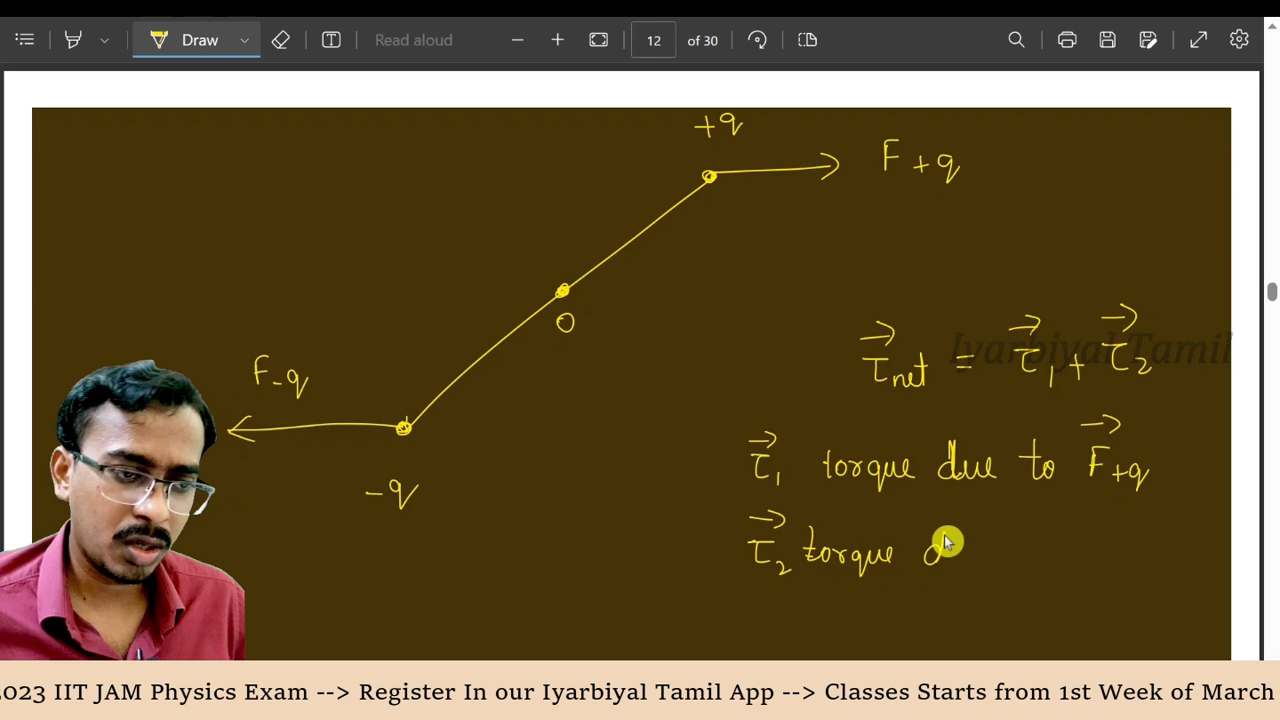 Draw
Read aloud
12 of 30
+q
F+q
O
F-q
-q
Iyarbiyal Tamil
τ⃗net = τ⃗1 + τ⃗2
τ⃗1 torque due to F⃗+q
τ⃗2 torque d
2023 IIT JAM Physics Exam --> Register In our Iyarbiyal Tamil App --> Classes Starts from 1st Week of March